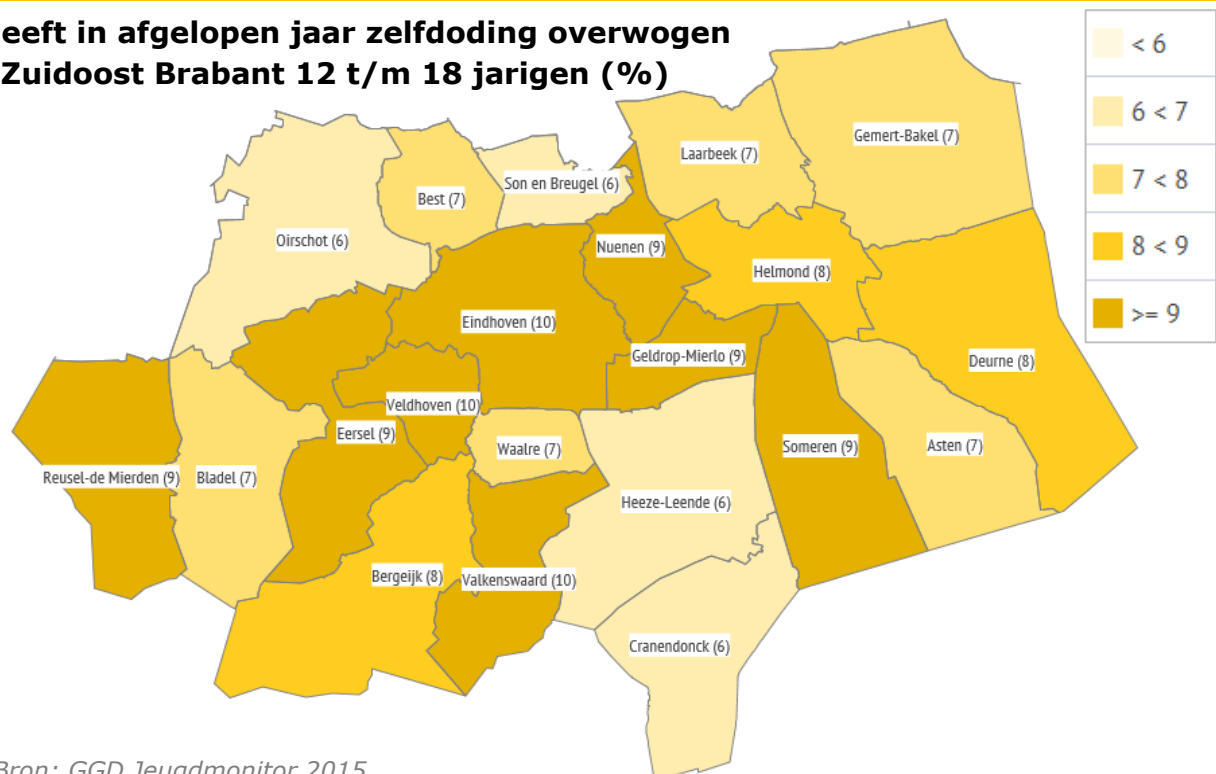 eeft in afgelopen jaar zelfdoding overwogen
Zuidoost Brabant 12 t/m 18 jarigen (%)
< 6
6 < 7
7 < 8
8 < 9
>= 9
Gemert-Bakel (7)
Laarbeek (7)
Son en Breugel (6)
Best (7)
Oirschot (6)
Nuenen (9)
Helmond (8)
Eindhoven (10)
Geldrop-Mierlo (9)
Deurne (8)
Veldhoven (10)
Eersel (9)
Waalre (7)
Someren (9)
Asten (7)
Reusel-de Mierden (9)
Bladel (7)
Heeze-Leende (6)
Bergeijk (8)
Valkenswaard (10)
Cranendonck (6)
Bron: GGD Jeugdmonitor 2015